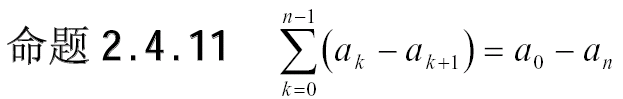 命题 2.4.11 $\sum_{k=0}^{n-1}(a_k - a_{k+1}) = a_0 - a_n$